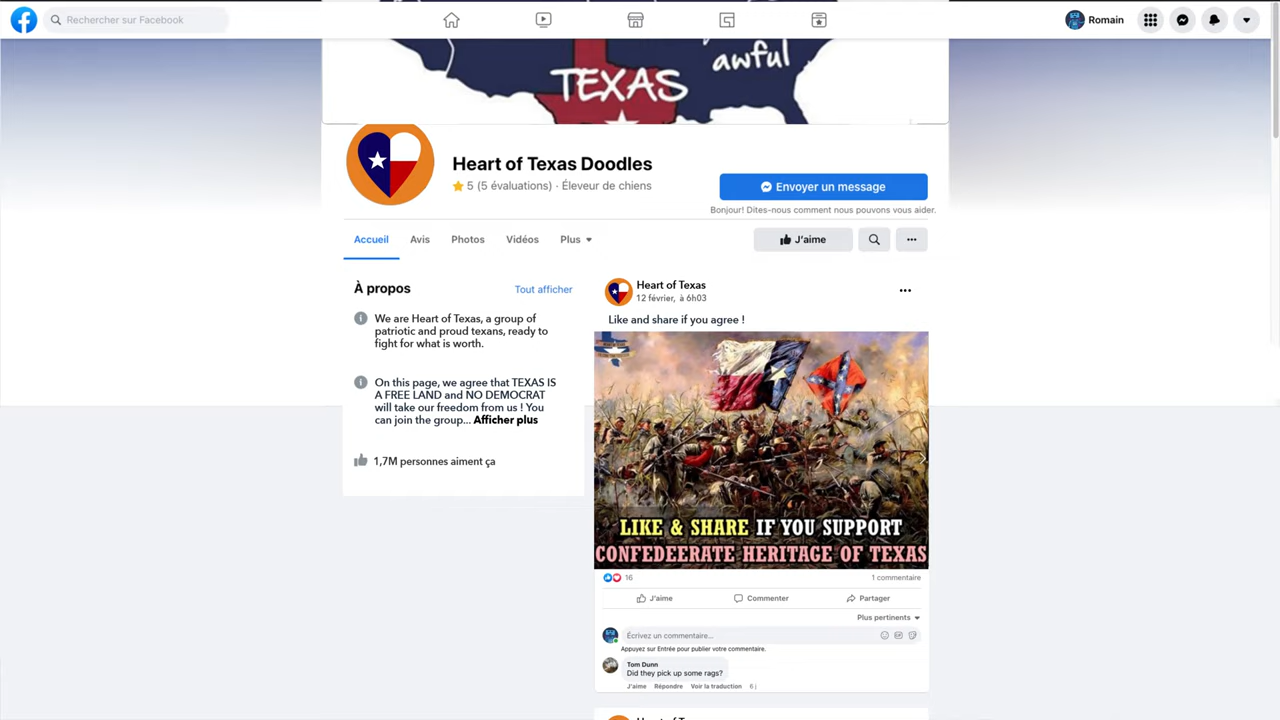 Rechercher sur Facebook
Romain
awful
TEXAS
Heart of Texas Doodles
5 (5 évaluations) · Éleveur de chiens
Envoyer un message
Bonjour! Dites-nous comment nous pouvons vous aider.
Accueil Avis Photos Vidéos Plus
J'aime
À propos
Tout afficher
We are Heart of Texas, a group of
patriotic and proud texans, ready to
fight for what is worth.
On this page, we agree that TEXAS IS
A FREE LAND and NO DEMOCRAT
will take our freedom from us ! You
can join the group... Afficher plus
1,7M personnes aiment ça
Heart of Texas
12 février, à 6h03
Like and share if you agree !
LIKE & SHARE IF YOU SUPPORT
CONFEDEERATE HERITAGE OF TEXAS
16
1 commentaire
J'aime Commenter Partager
Plus pertinents
Écrivez un commentaire...
Appuyez sur Entrée pour publier votre commentaire.
Tom Dunn
Did they pick up some rags?
J'aime Répondre Voir la traduction 6 j